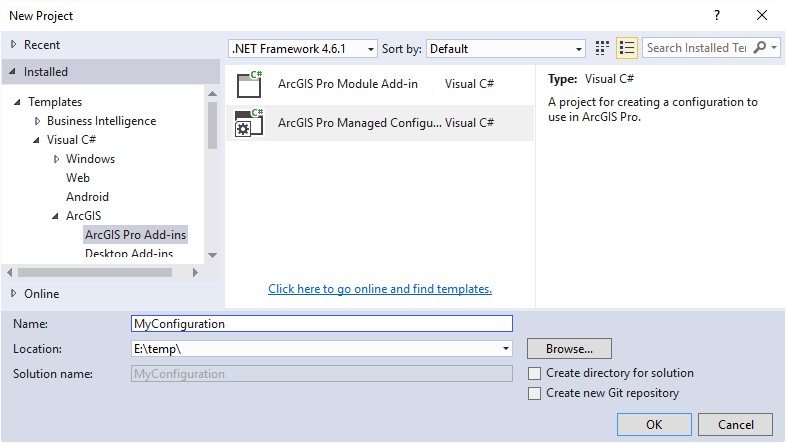 New Project
?
Recent
.NET Framework 4.6.1
Sort by:
Default
Search Installed Te
Installed
Templates
Business Intelligence
Visual C#
Windows
Web
Android
ArcGIS
ArcGIS Pro Add-ins
Desktop Add-ins
Online
C#
ArcGIS Pro Module Add-in
Visual C#
C#
ArcGIS Pro Managed Configu...
Visual C#
Click here to go online and find templates.
Type: Visual C#
A project for creating a configuration to
use in ArcGIS Pro.
Name:
MyConfiguration
Location:
E:\temp\
Browse...
Solution name:
MyConfiguration
Create directory for solution
Create new Git repository
OK
Cancel